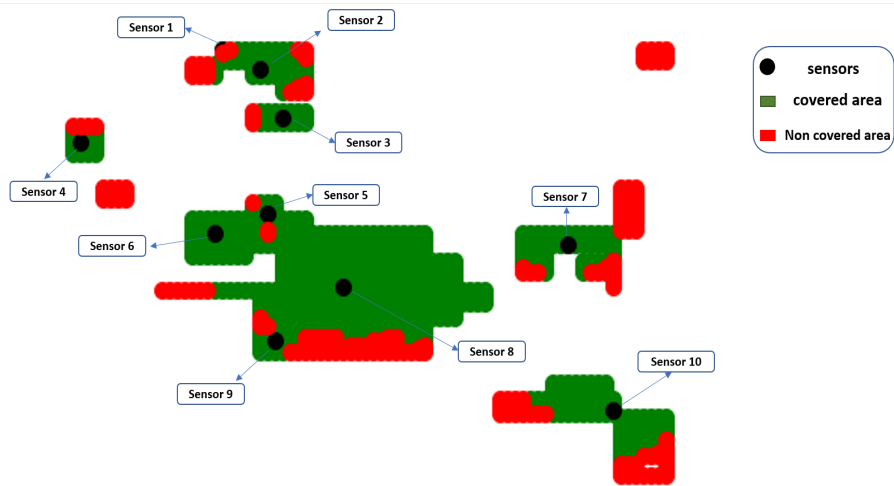 Sensor 1
Sensor 2
sensors
covered area
Non covered area
Sensor 3
Sensor 4
Sensor 5
Sensor 7
Sensor 6
Sensor 8
Sensor 10
Sensor 9